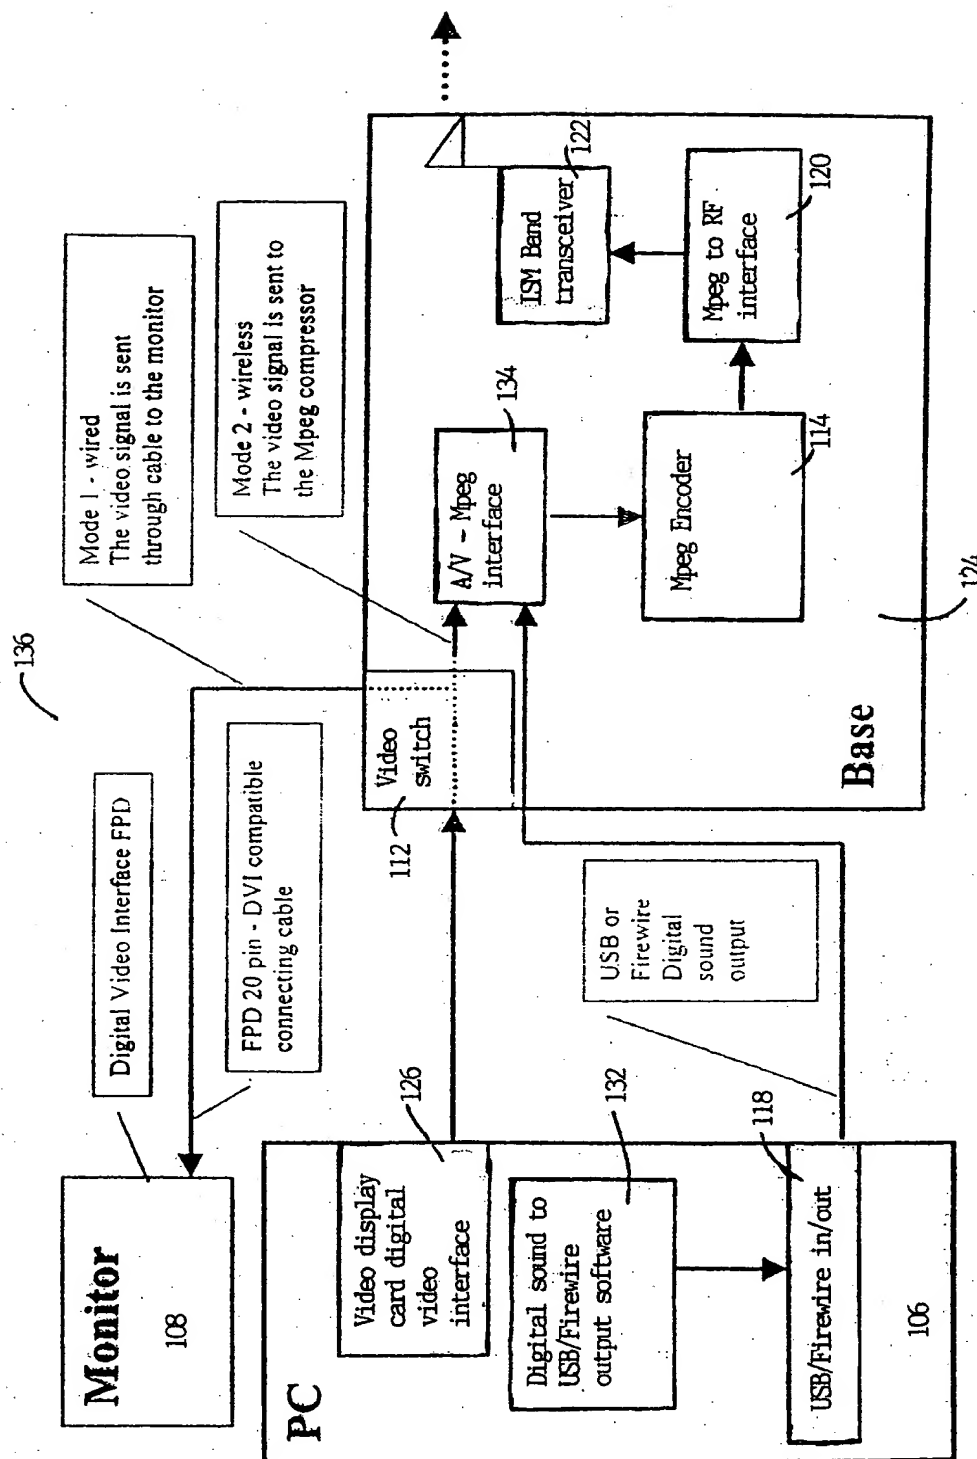 136
Monitor
108
Digital Video Interface FPD
FPD 20 pin - DVI compatible
connecting cable
Mode 1 - wired
The video signal is sent
through cable to the monitor
Mode 2 - wireless
The video signal is sent to
the Mpeg compressor
PC
Video display
card digital
video
interface
126
Digital sound to
USB/Firewire
output software
132
USB/Firewire in/out
118
106
USB or
Firewire
Digital
sound
output
Video
switch
112
A/V - Mpeg
interface
134
ISM Band
transceiver
122
Mpeg Encoder
114
Mpeg to RF
interface
120
Base
124